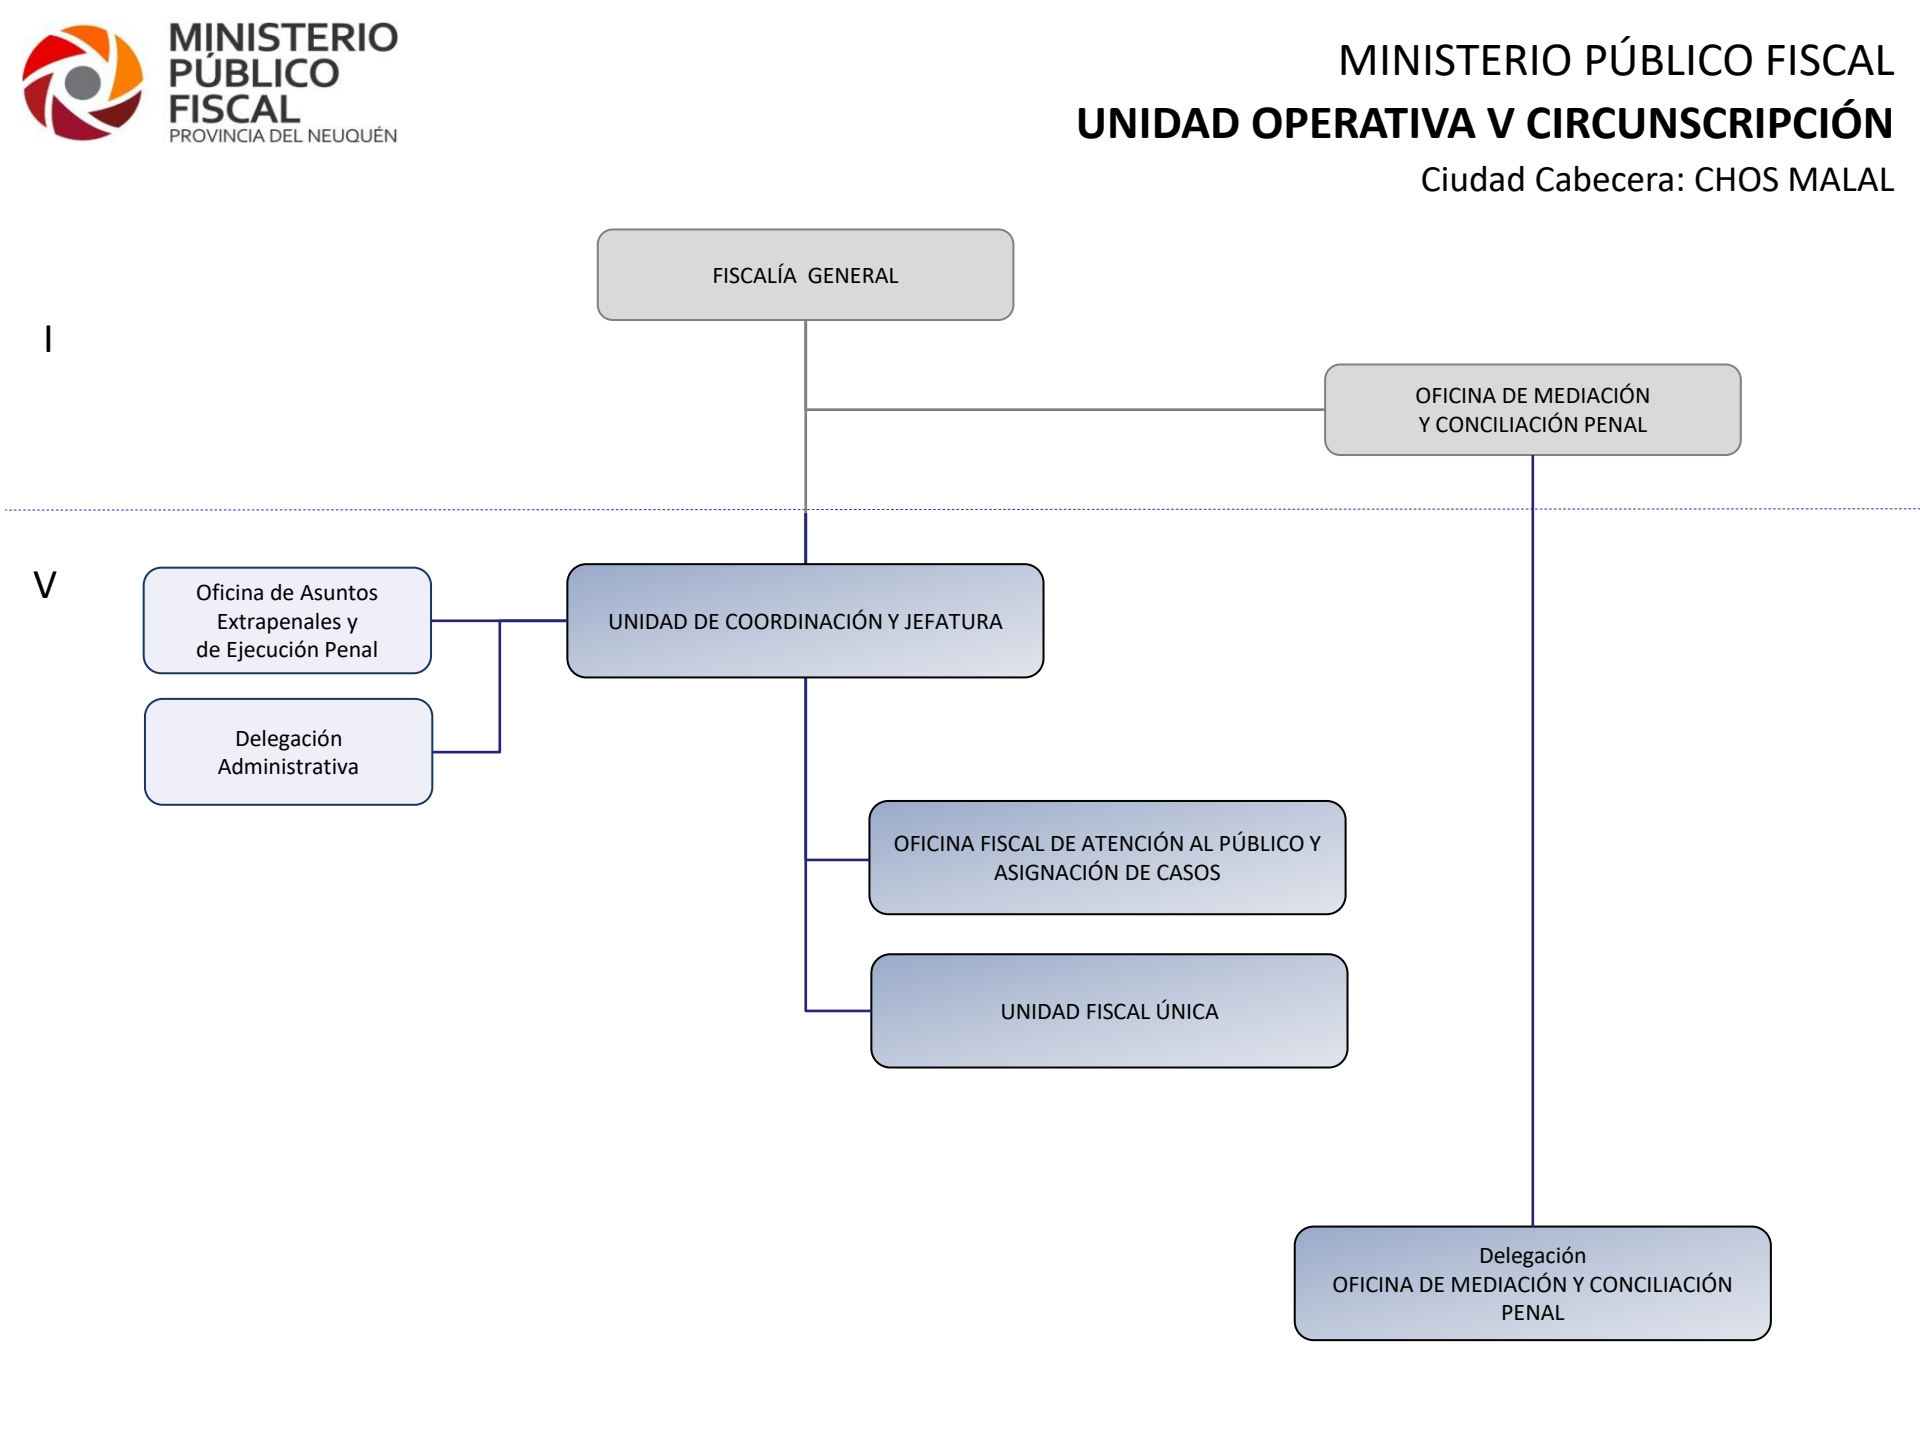 MINISTERIO
PÚBLICO
FISCAL
PROVINCIA DEL NEUQUÉN
MINISTERIO PÚBLICO FISCAL
UNIDAD OPERATIVA V CIRCUNSCRIPCIÓN
Ciudad Cabecera: CHOS MALAL
FISCALÍA GENERAL
I
OFICINA DE MEDIACIÓN
Y CONCILIACIÓN PENAL
V
Oficina de Asuntos
Extrapenales y
de Ejecución Penal
UNIDAD DE COORDINACIÓN Y JEFATURA
Delegación
Administrativa
OFICINA FISCAL DE ATENCIÓN AL PÚBLICO Y
ASIGNACIÓN DE CASOS
UNIDAD FISCAL ÚNICA
Delegación
OFICINA DE MEDIACIÓN Y CONCILIACIÓN
PENAL